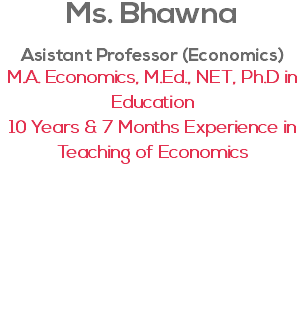 Ms. Bhawna
Asistant Professor (Economics)
M.A. Economics, M.Ed., NET, Ph.D in
Education
10 Years & 7 Months Experience in
Teaching of Economics